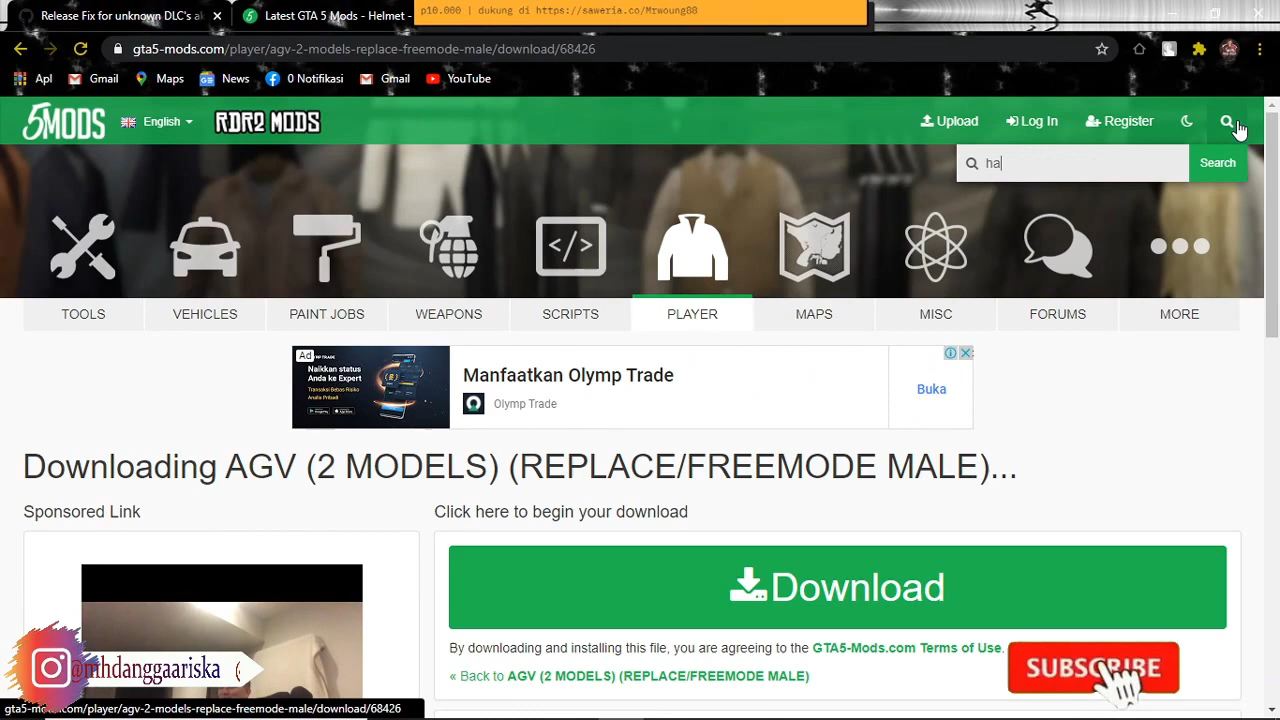 Release Fix for unknown DLC's a
Latest GTA 5 Mods - Helmet -
p10.000 | dukung di https://saweria.co/Mrwoung88
gta5-mods.com/player/agv-2-models-replace-freemode-male/download/68426
Apl
Gmail
Maps
News
0 Notifikasi
Gmail
YouTube
5MODS
English
RDR2 MODS
Upload
Log In
Register
ha
Search
TOOLS
VEHICLES
PAINT JOBS
WEAPONS
SCRIPTS
PLAYER
MAPS
MISC
FORUMS
MORE
Ad
Naikkan status
Anda ke Expert
Manfaatkan Olymp Trade
Olymp Trade
Buka
Downloading AGV (2 MODELS) (REPLACE/FREEMODE MALE)...
Sponsored Link
Click here to begin your download
Download
By downloading and installing this file, you are agreeing to the GTA5-Mods.com Terms of Use.
« Back to AGV (2 MODELS) (REPLACE/FREEMODE MALE)
SUBSCRIBE
@mhdanggaariska
gta5-mods.com/player/agv-2-models-replace-freemode-male/download/68426